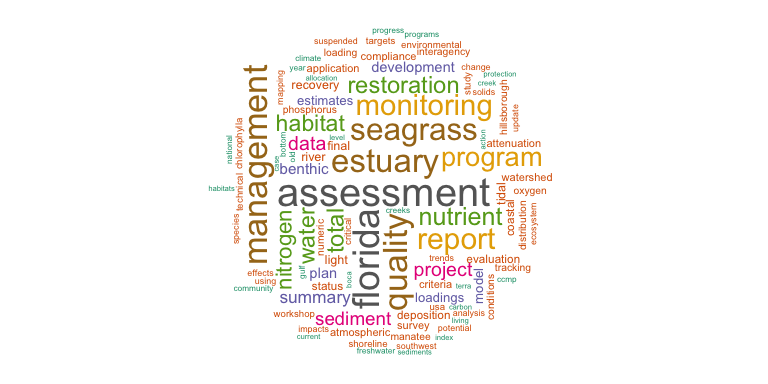 progress
programs
suspended
targets
environmental
interagency
loading
compliance
climate
development
change
year
application
protection
allocation
restoration
creek
study
solids
mapping
recovery
management
estimates
monitoring
hillsborough
update
phosphorus
habitat
seagrass
data
final
level
action
attenuation
national
chlorophylla
case
bottom
old
river
estuary
program
benthic
watershed
habitats
technical
assessment
tidal
oxygen
species
nitrogen
water
total
numeric
critical
florida
creeks
quality
nutrient
coastal
distribution
ecosystem
report
gulf
light
trends
evaluation
effects
using
plan
boca
project
tracking
community
status
criteria
terra
model
conditions
ccmp
summary
loadings
workshop
sediment
usa
carbon
deposition
analysis
living
impacts
atmospheric
survey
potential
current
manatee
index
shoreline
southwest
freshwater
sediments